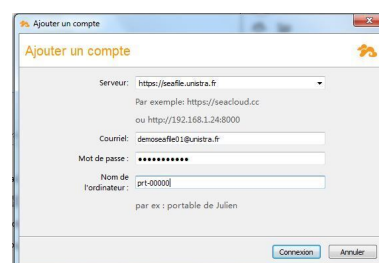 Ajouter un compte
Ajouter un compte
Serveur: https://seafile.unistra.fr
Par exemple: https://seacloud.cc
ou http://192.168.1.24:8000
Courriel: demoseafile01@unistra.fr
Mot de passe : ●●●●●●●●●●●
Nom de
l'ordinateur : prt-00000
par ex : portable de Julien
Connexion Annuler